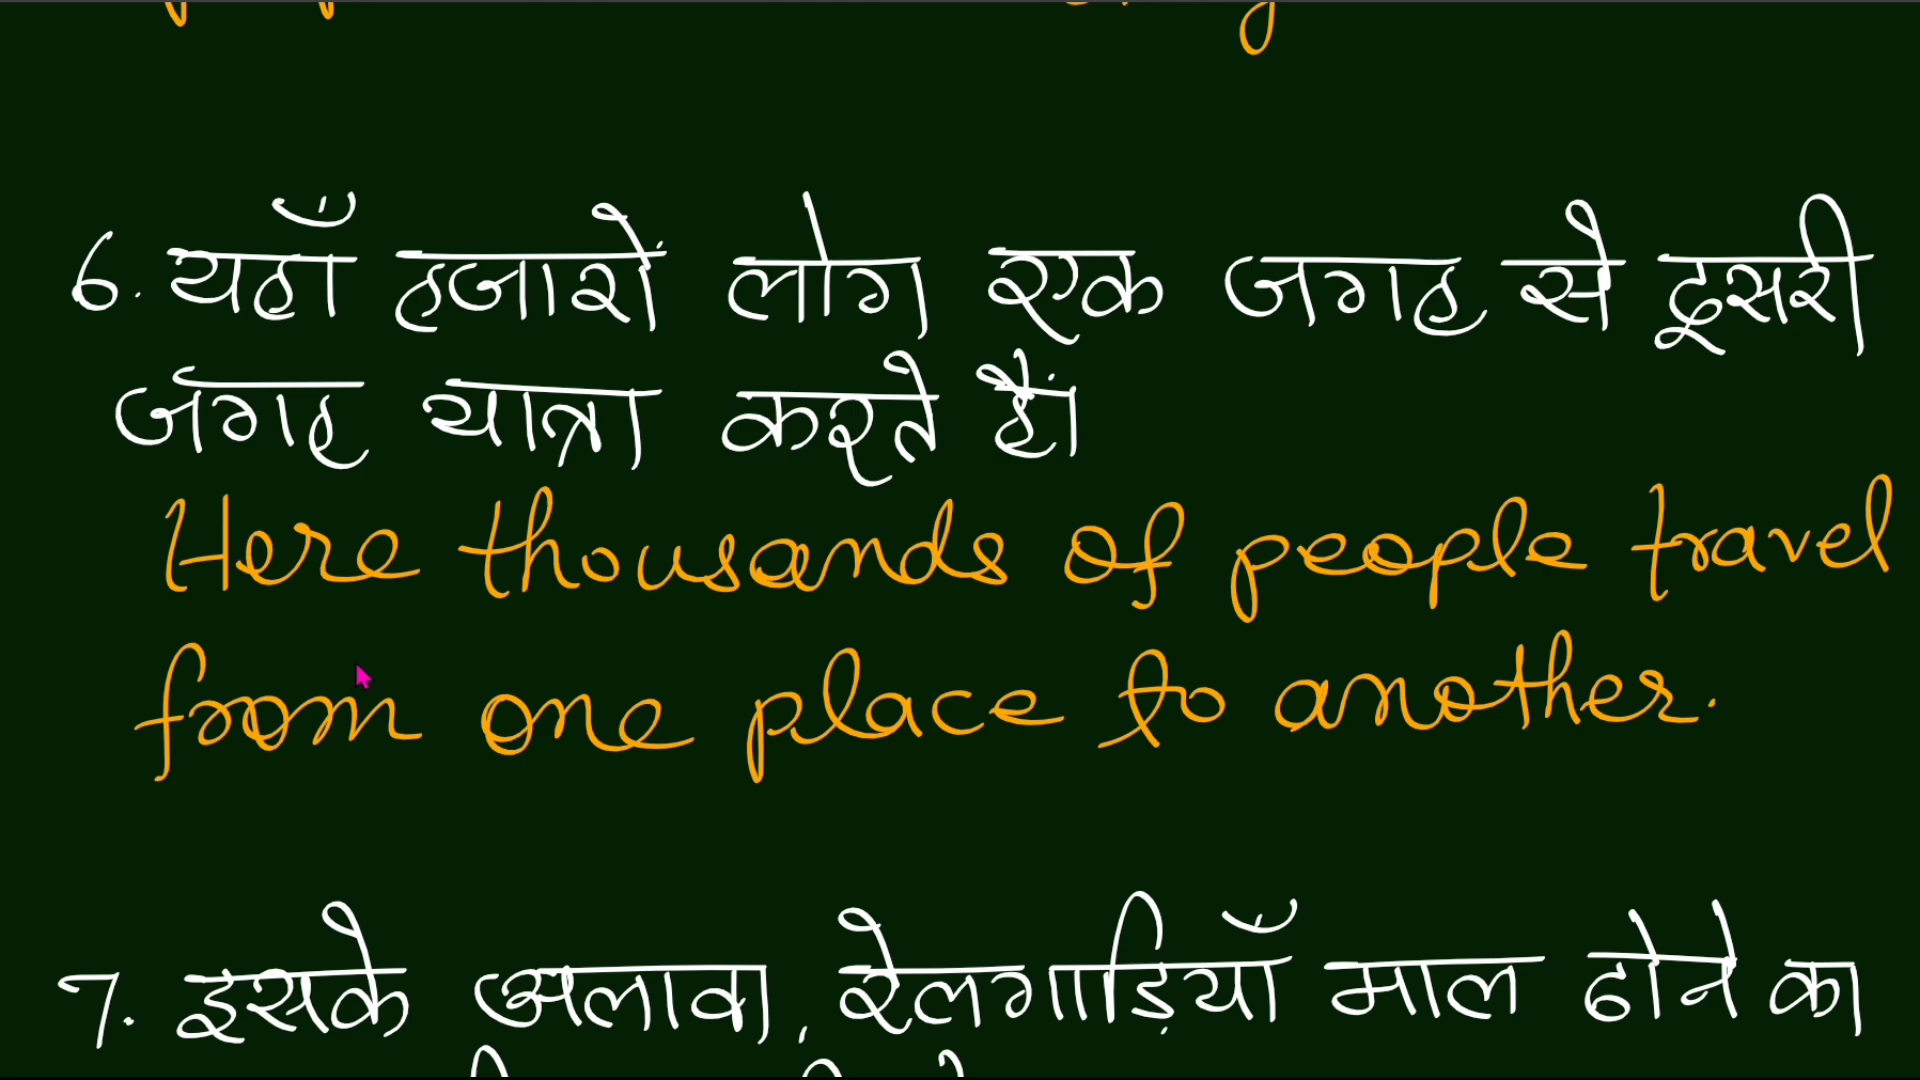 6. यहाँ हजारों लोग एक जगह से दूसरी
जगह यात्रा करते हैं।
Here thousands of people travel
from one place to another.
7. इसके अलावा, रेलगाड़ियाँ माल ढोने का